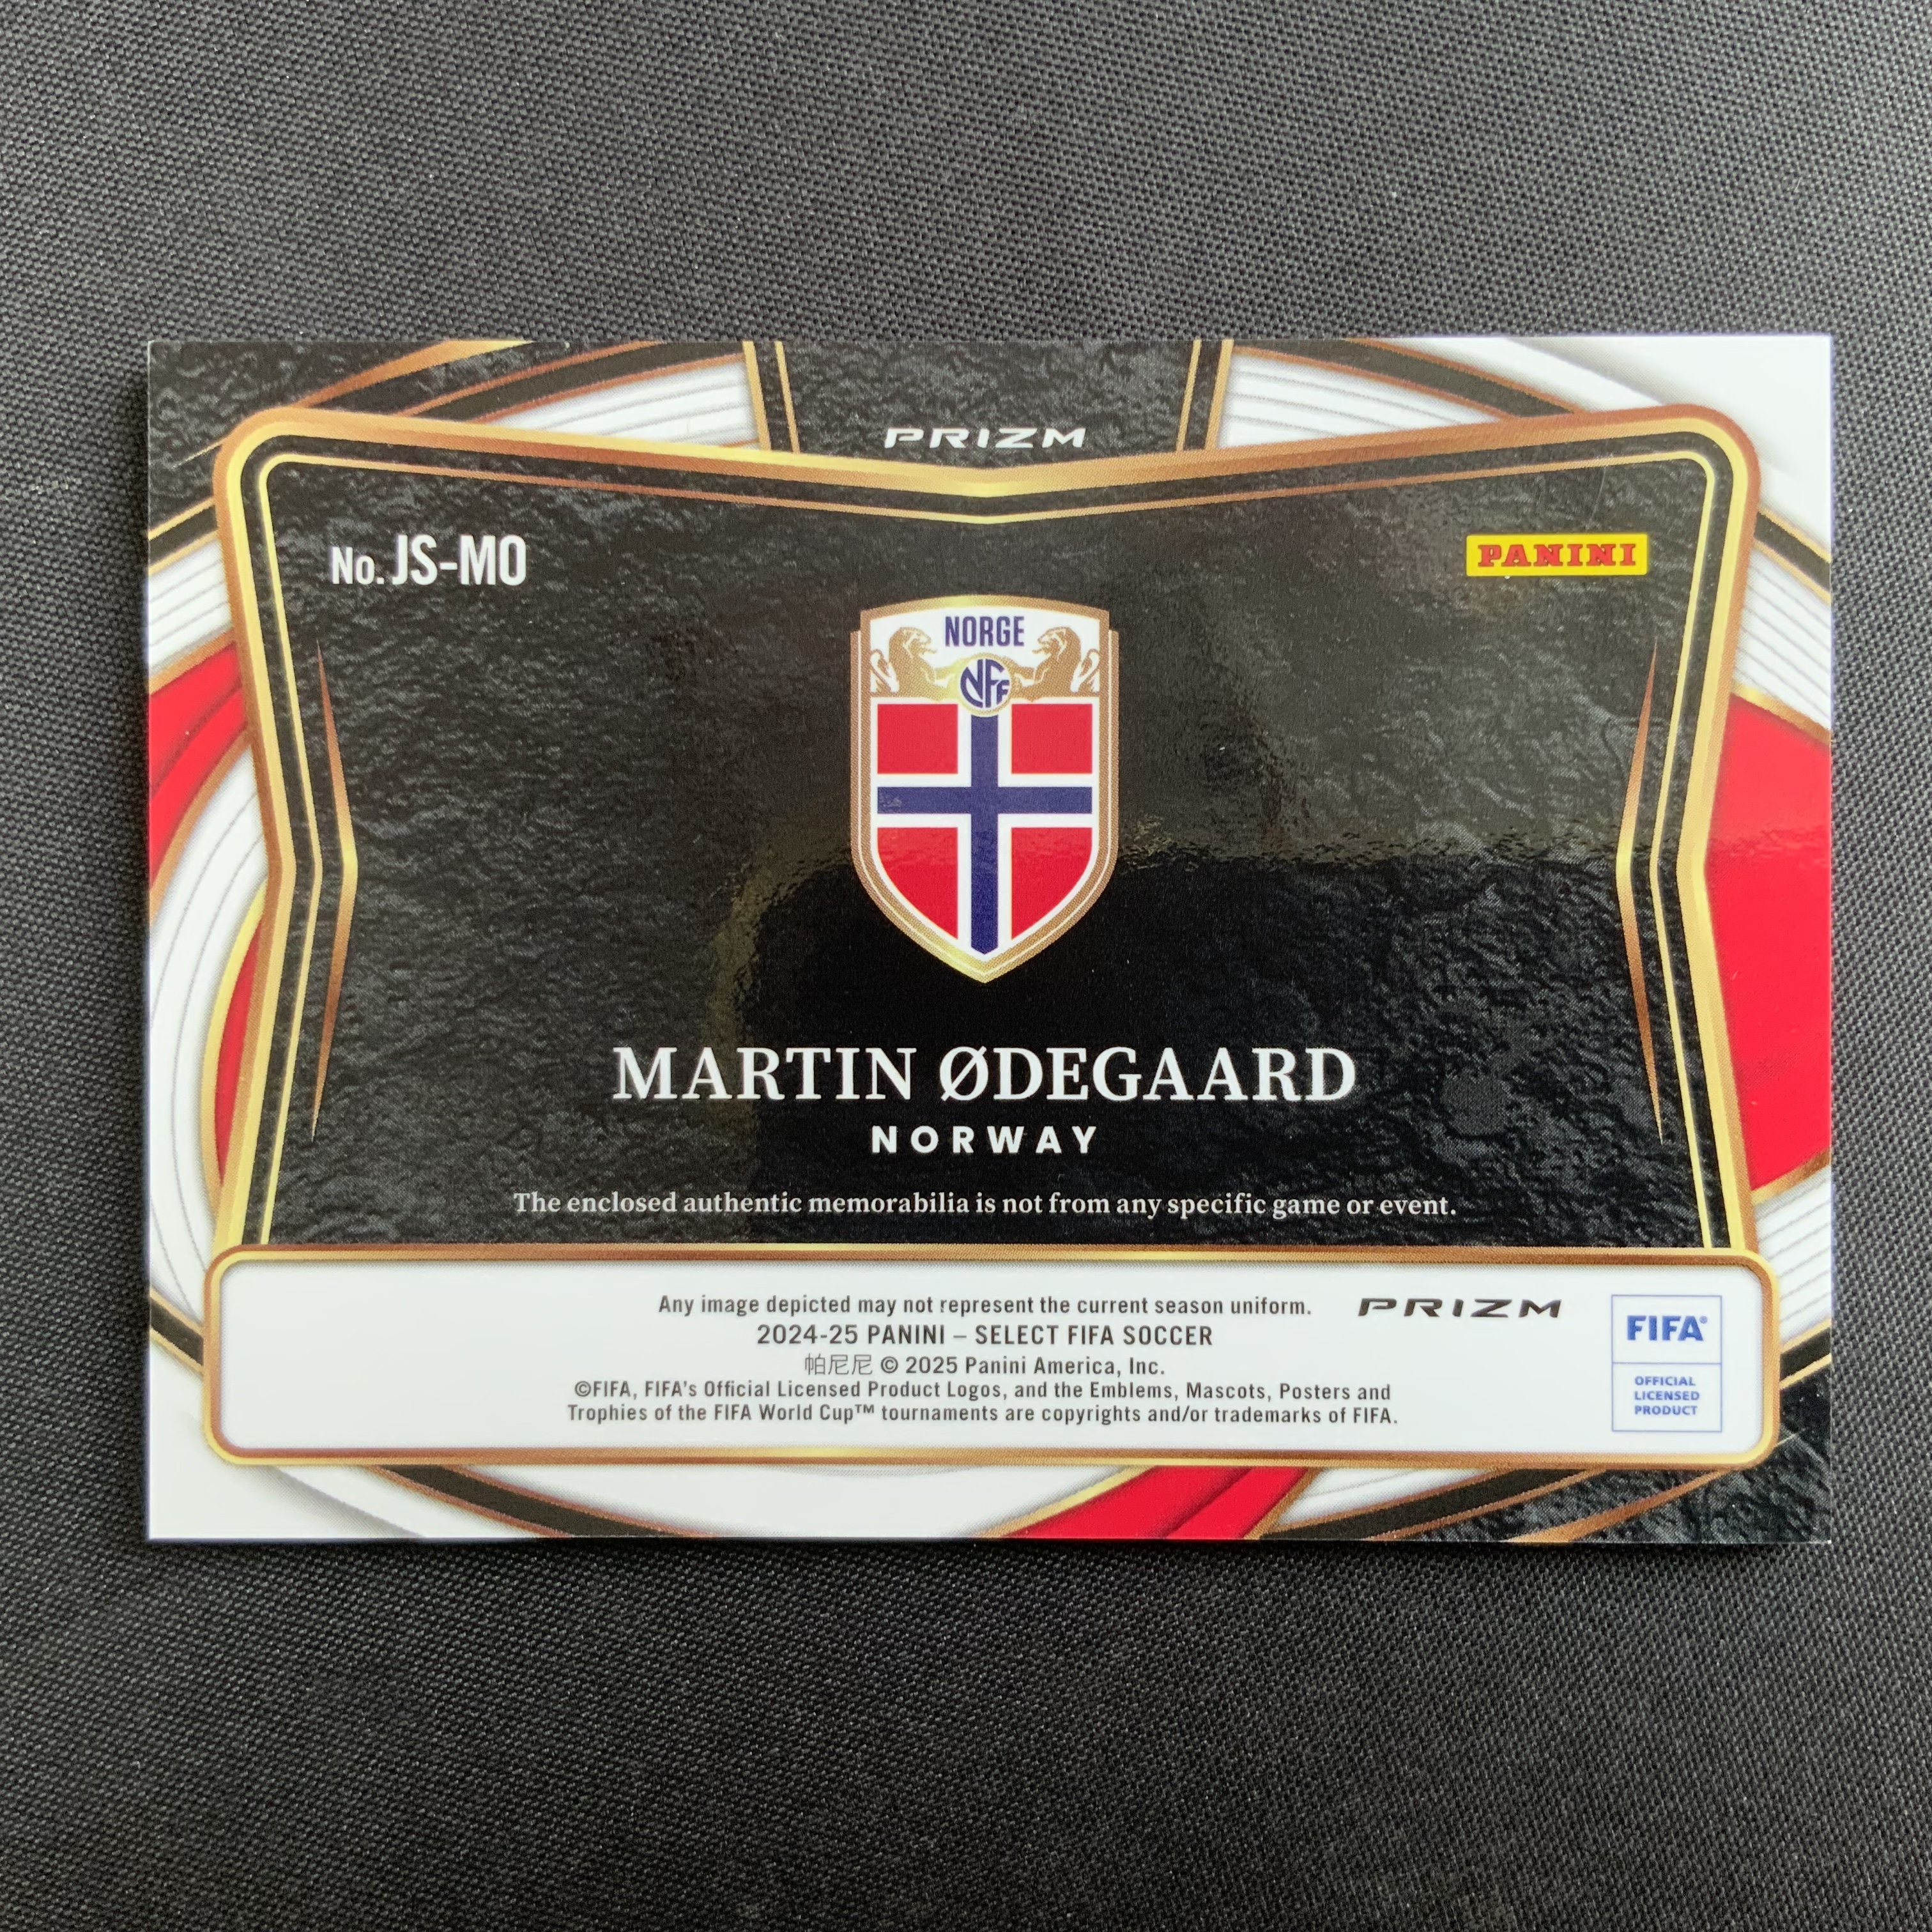 PRIZM
No. JS-MO
PANINI
NORGE
NFF
MARTIN ØDEGAARD
NORWAY
The enclosed authentic memorabilia is not from any specific game or event.
Any image depicted may not represent the current season uniform.
PRIZM
2024-25 PANINI – SELECT FIFA SOCCER
帕尼尼 © 2025 Panini America, Inc.
©FIFA, FIFA's Official Licensed Product Logos, and the Emblems, Mascots, Posters and
Trophies of the FIFA World Cup™ tournaments are copyrights and/or trademarks of FIFA.
FIFA®
OFFICIAL
LICENSED
PRODUCT